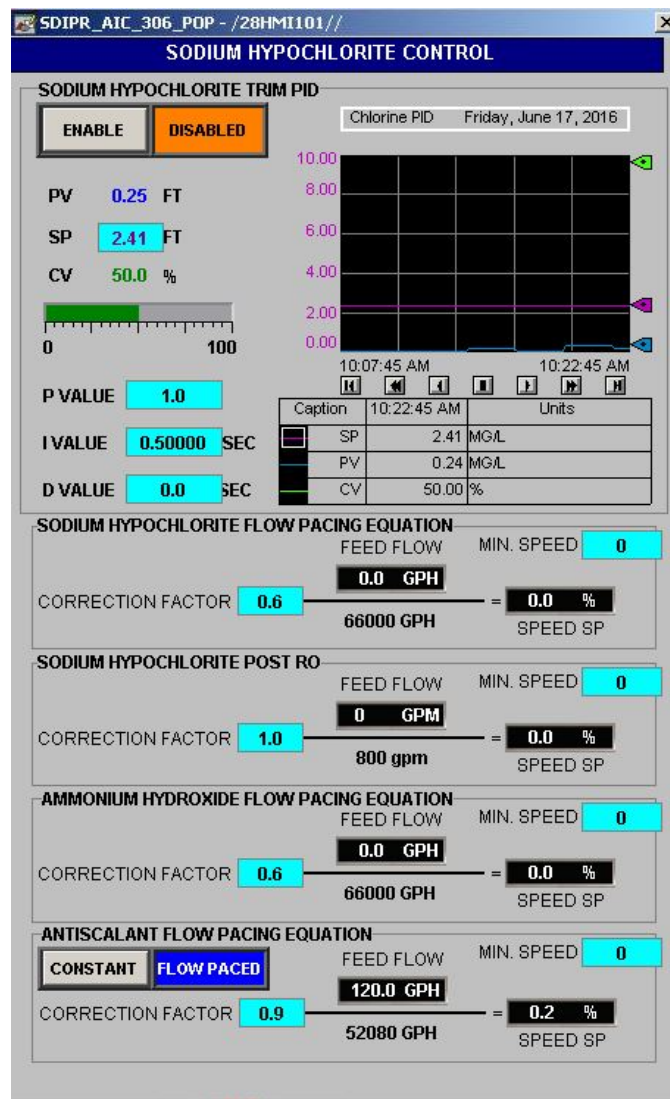 SDIPR_AIC_306_POP - /28HMI101//
SODIUM HYPOCHLORITE CONTROL
SODIUM HYPOCHLORITE TRIM PID
ENABLE DISABLED
Chlorine PID Friday, June 17, 2016
PV 0.25 FT
SP 2.41 FT
CV 50.0 %
0 100
10.00
8.00
6.00
4.00
2.00
0.00
10:07:45 AM 10:22:45 AM
P VALUE 1.0
I VALUE 0.50000 SEC
D VALUE 0.0 SEC
Caption 10:22:45 AM Units
SP 2.41 MG/L
PV 0.24 MG/L
CV 50.00 %
SODIUM HYPOCHLORITE FLOW PACING EQUATION
FEED FLOW MIN. SPEED 0
0.0 GPH
CORRECTION FACTOR 0.6 = 0.0 %
66000 GPH SPEED SP
SODIUM HYPOCHLORITE POST RO
FEED FLOW MIN. SPEED 0
0 GPM
CORRECTION FACTOR 1.0 = 0.0 %
800 gpm SPEED SP
AMMONIUM HYDROXIDE FLOW PACING EQUATION
FEED FLOW MIN. SPEED 0
0.0 GPH
CORRECTION FACTOR 0.6 = 0.0 %
66000 GPH SPEED SP
ANTISCALANT FLOW PACING EQUATION
CONSTANT FLOW PACED FEED FLOW MIN. SPEED 0
120.0 GPH
CORRECTION FACTOR 0.9 = 0.2 %
52080 GPH SPEED SP